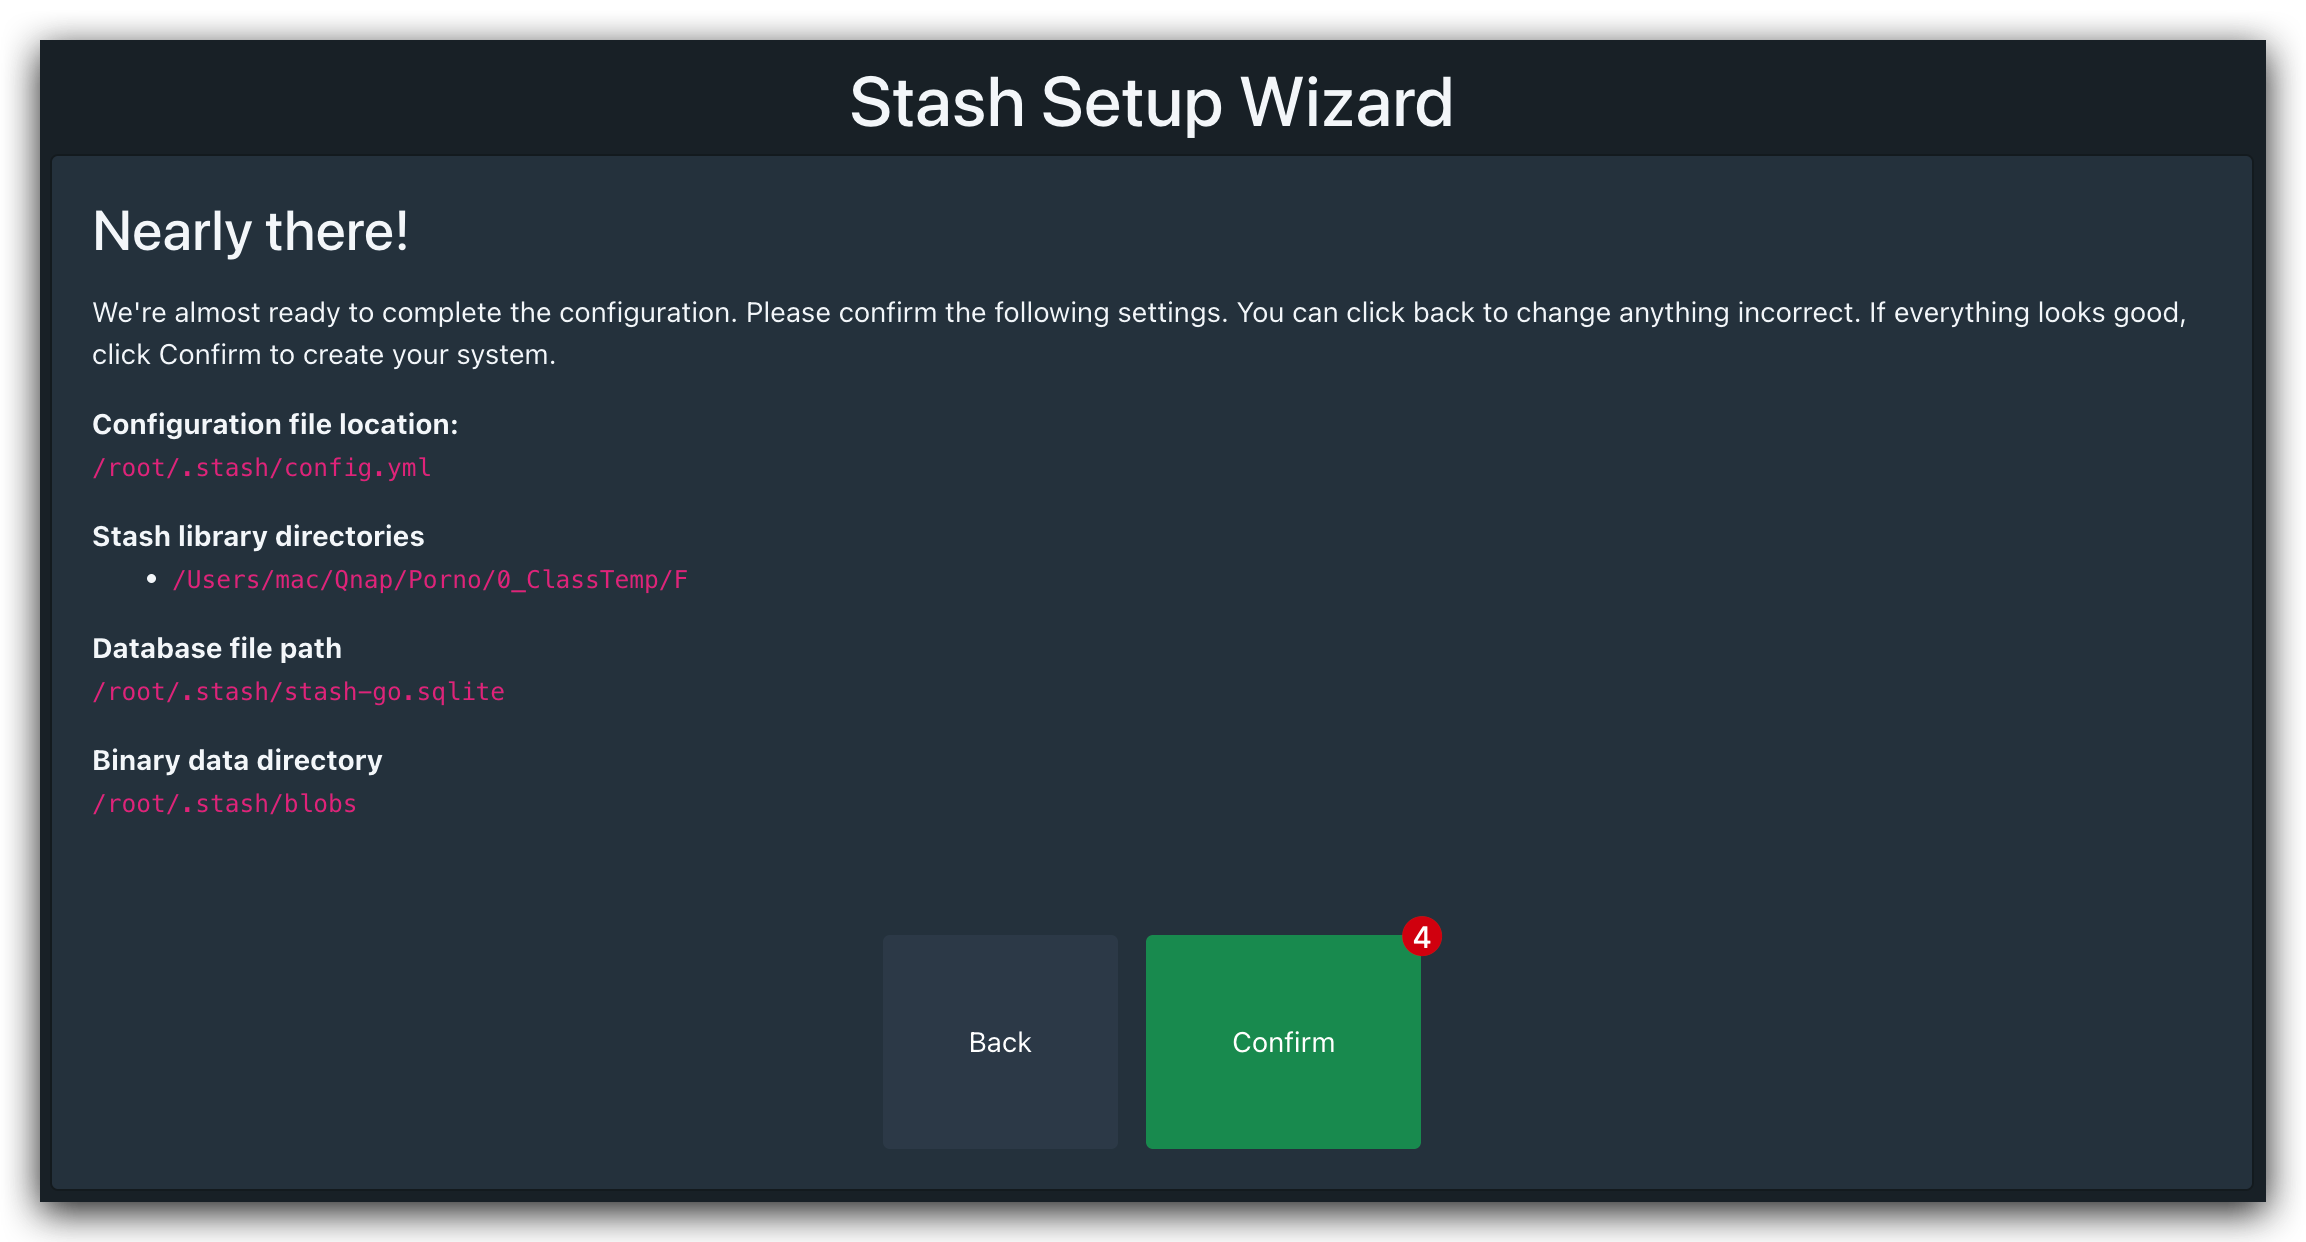 Stash Setup Wizard
Nearly there!
We're almost ready to complete the configuration. Please confirm the following settings. You can click back to change anything incorrect. If everything looks good,
click Confirm to create your system.
Configuration file location:
/root/.stash/config.yml
Stash library directories
• /Users/mac/Qnap/Porno/0_ClassTemp/F
Database file path
/root/.stash/stash-go.sqlite
Binary data directory
/root/.stash/blobs
4
Back
Confirm